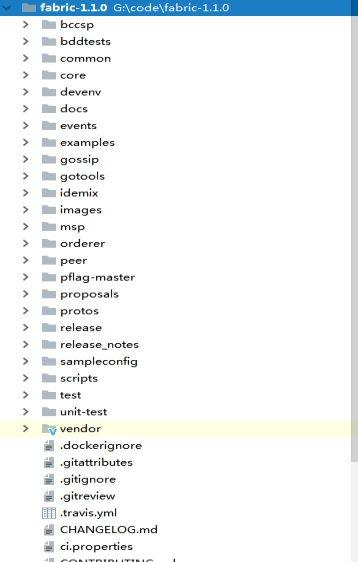 fabric-1.1.0 G:\code\fabric-1.1.0
bccsp
bddtests
common
core
devenv
docs
events
examples
gossip
gotools
idemix
images
msp
orderer
peer
pflag-master
proposals
protos
release
release_notes
sampleconfig
scripts
test
unit-test
vendor
.dockerignore
.gitattributes
.gitignore
.gitreview
.travis.yml
CHANGELOG.md
ci.properties